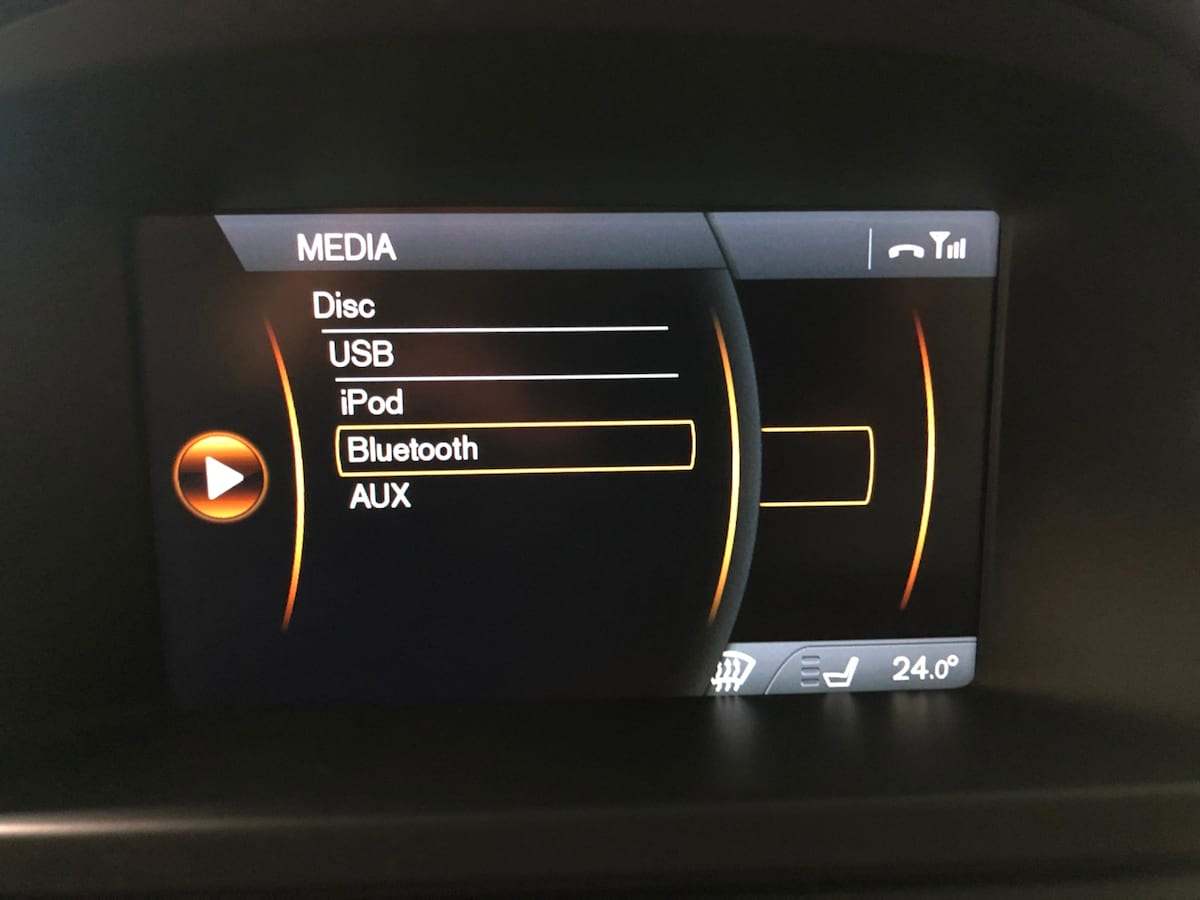 MEDIA
Disc
USB
iPod
Bluetooth
AUX
24.0°